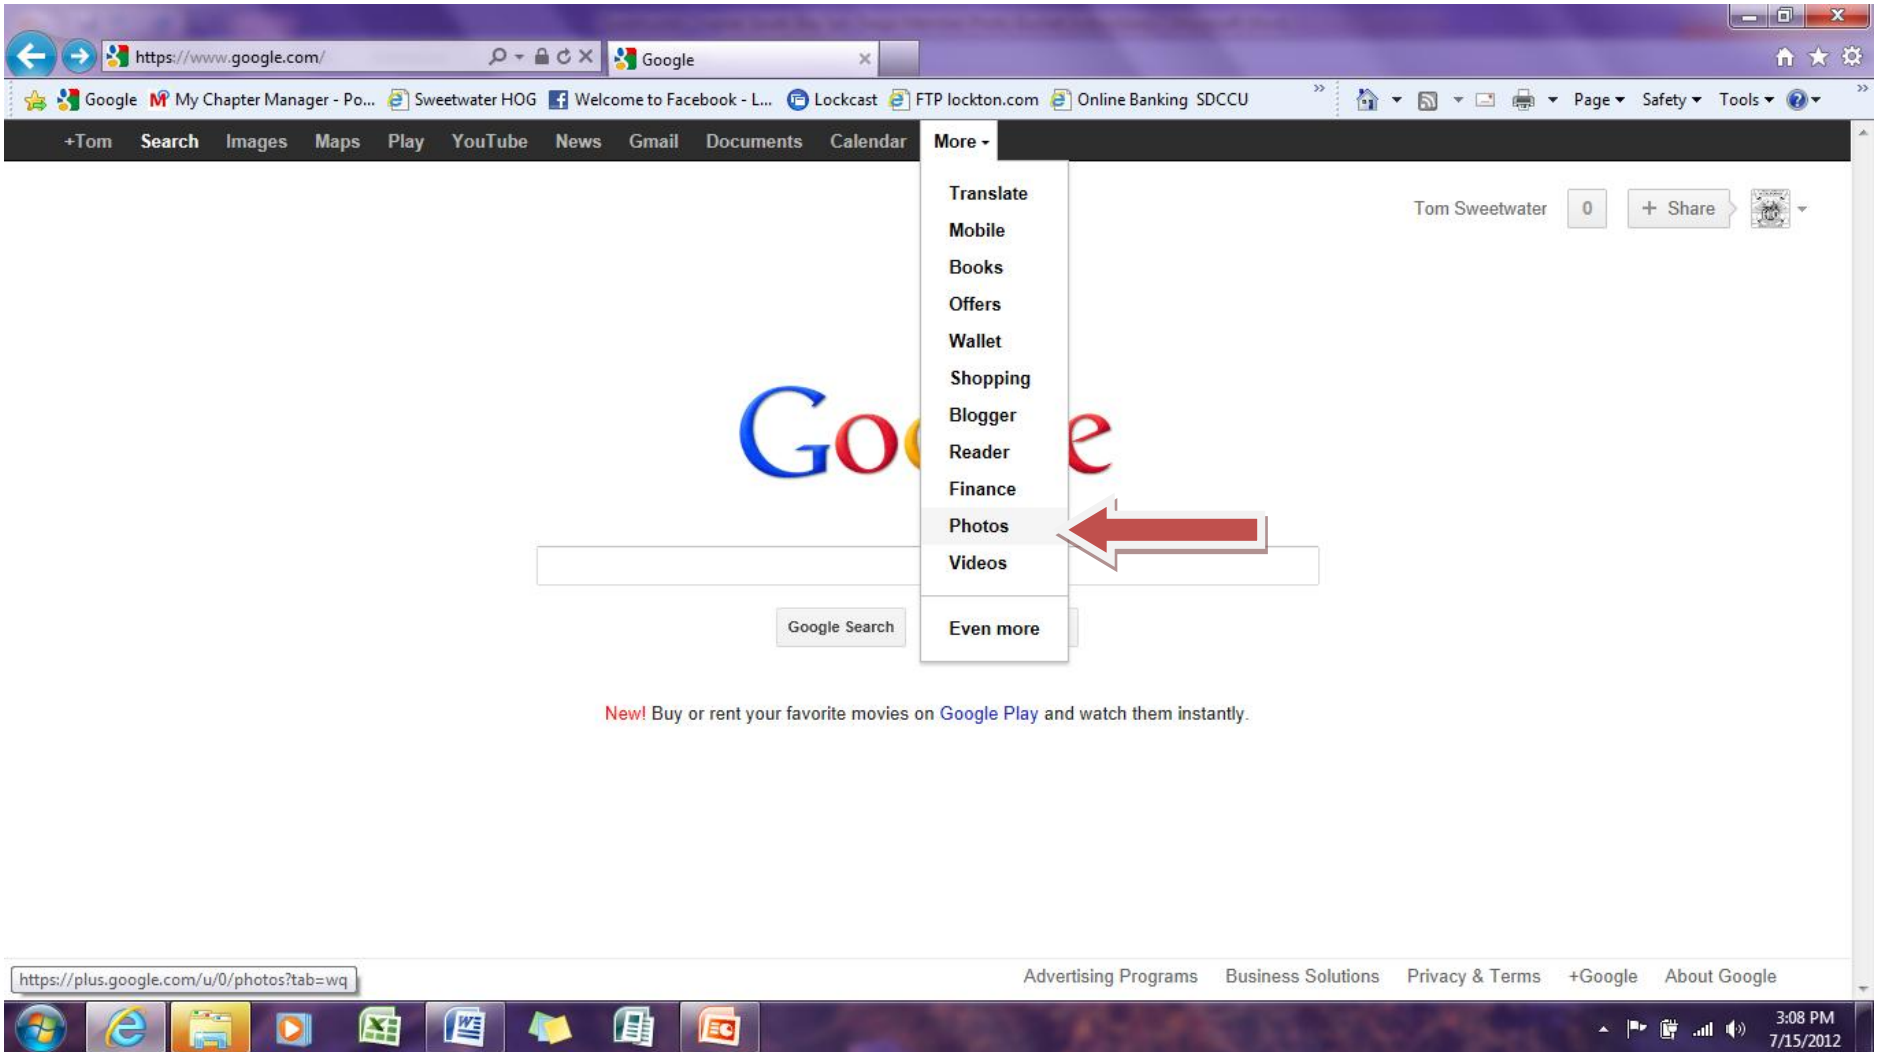 https://www.google.com/
Google
Google My Chapter Manager - Po... Sweetwater HOG Welcome to Facebook - L... Lockcast FTP lockton.com Online Banking SDCCU » Page Safety Tools »
+Tom Search Images Maps Play YouTube News Gmail Documents Calendar More
Tom Sweetwater 0 + Share
Translate
Mobile
Books
Offers
Wallet
Shopping
Blogger
Reader
Finance
Photos
Videos
Even more
Go e
Google Search
New! Buy or rent your favorite movies on Google Play and watch them instantly.
https://plus.google.com/u/0/photos?tab=wq
Advertising Programs Business Solutions Privacy & Terms +Google About Google
3:08 PM
7/15/2012